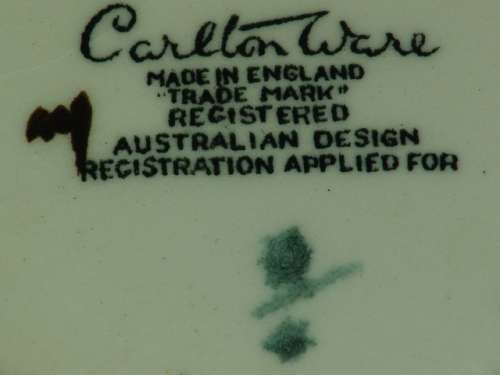 Carlton Ware
MADE IN ENGLAND
"TRADE MARK"
REGISTERED
AUSTRALIAN DESIGN
REGISTRATION APPLIED FOR